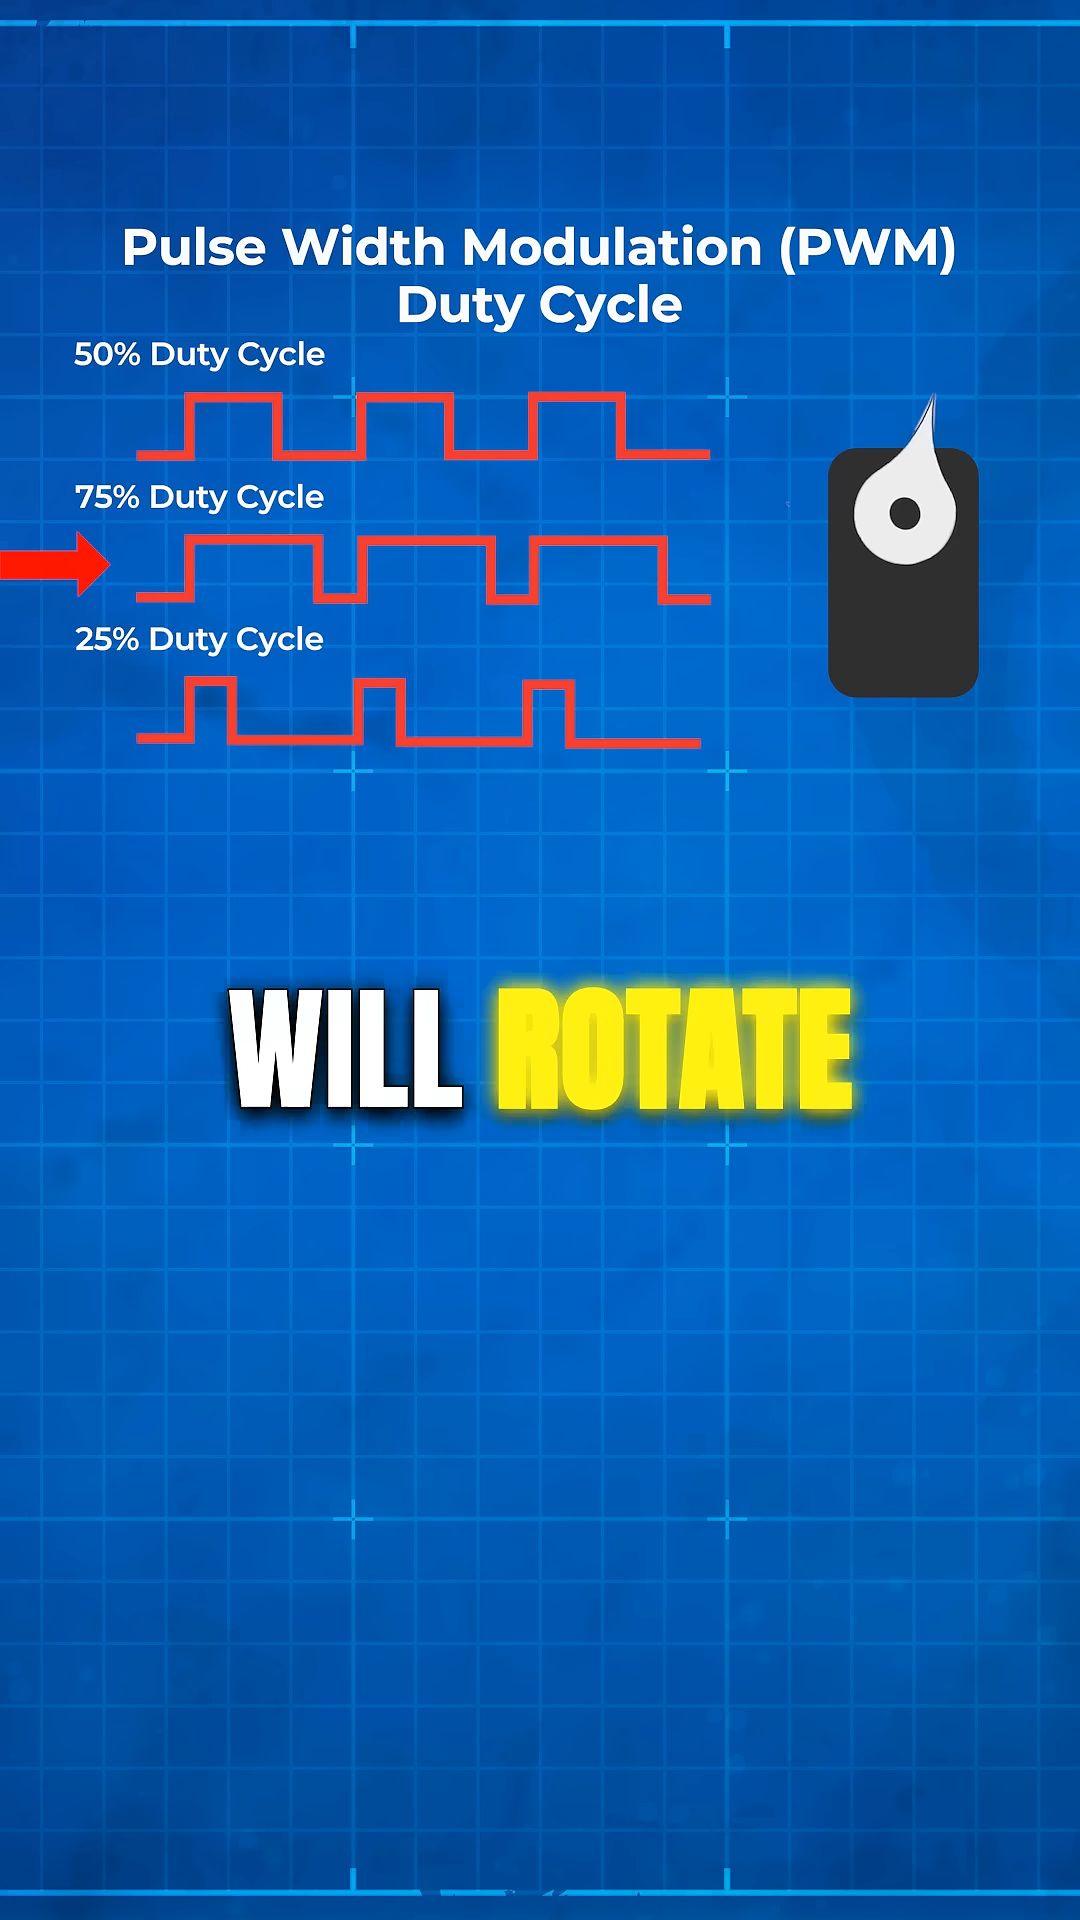 Pulse Width Modulation (PWM)
Duty Cycle
50% Duty Cycle
75% Duty Cycle
25% Duty Cycle
WILL ROTATE